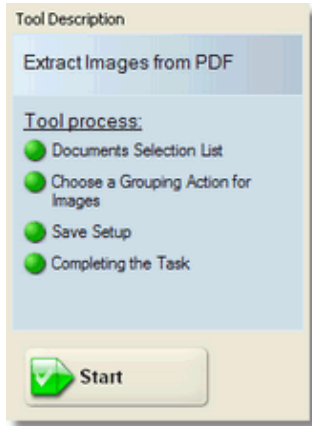 Tool Description
Extract Images from PDF
Tool process:
Documents Selection List
Choose a Grouping Action for
Images
Save Setup
Completing the Task
Start